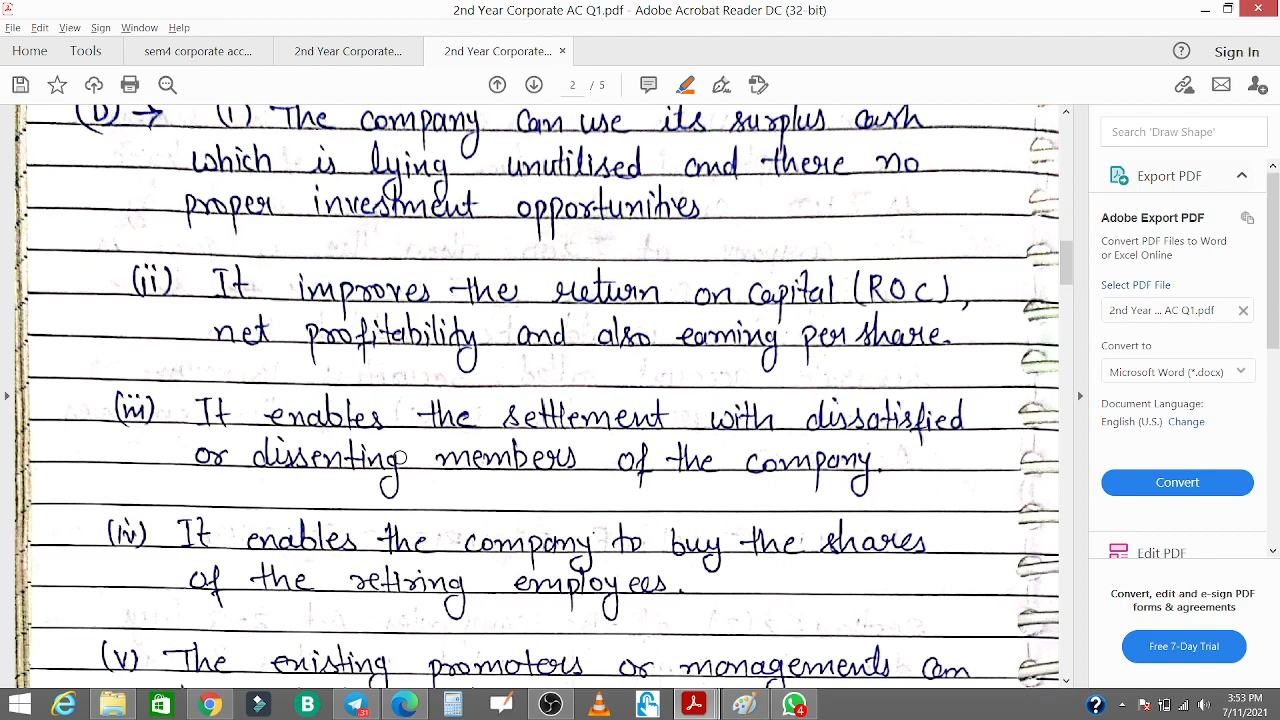 2nd Year Corporate AC Q1.pdf - Adobe Acrobat Reader DC (32-bit)
File Edit View Sign Window Help
Home Tools sem4 corporate acc... 2nd Year Corporate... 2nd Year Corporate... × Sign In
2 / 5
(b) → (i) The company can use its surplus cash
which is lying unutilised and there no
proper investment opportunities
(ii) It improves the return on capital (ROC),
net profitability and also earning per share.
(iii) It enables the settlement with dissatisfied
or dissenting members of the company.
(iv) It enables the company to buy the shares
of the retiring employees.
(v) The existing promoters or managements can
Search 'Draw Shape'
Export PDF
Adobe Export PDF
Convert PDF Files to Word
or Excel Online
Select PDF File
2nd Year ... AC Q1.pdf
Convert to
Microsoft Word (*.docx)
Document Language:
English (U.S.) Change
Convert
Edit PDF
Convert, edit and e-sign PDF
forms & agreements
Free 7-Day Trial
31
B
4
3:53 PM
7/11/2021